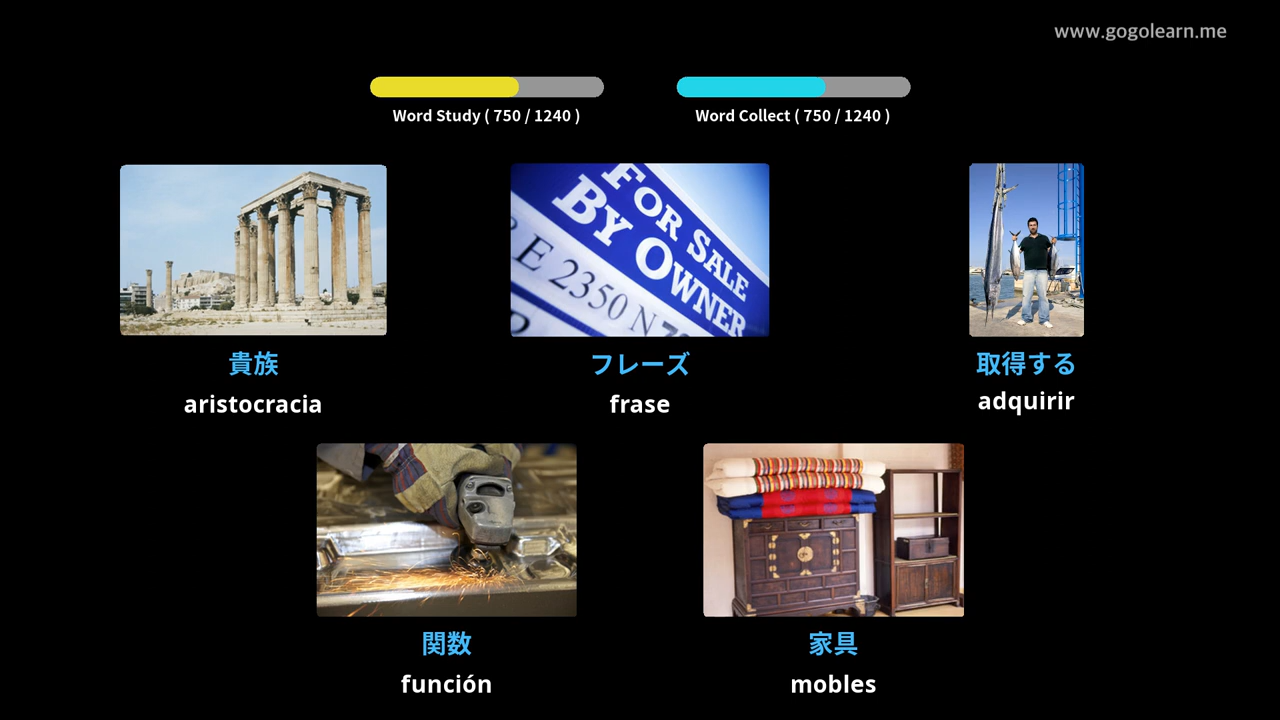 www.gogolearn.me
Word Study ( 750 / 1240 )
Word Collect ( 750 / 1240 )
FOR SALE
BY OWNER
E 2350 N
貴族
aristocracia
フレーズ
frase
取得する
adquirir
関数
función
家具
mobles